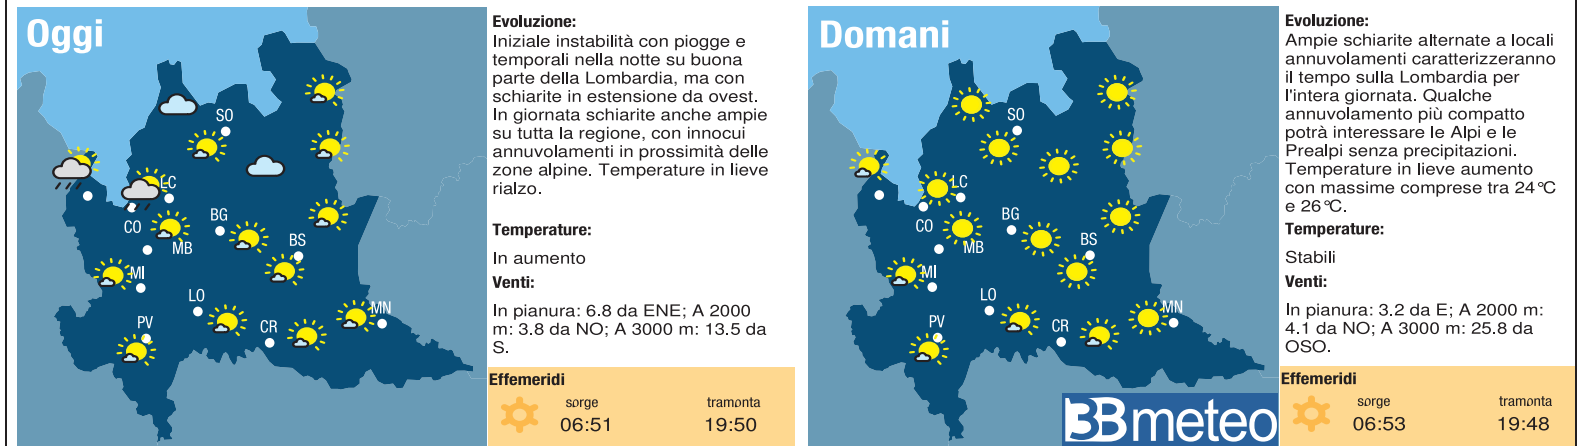 Oggi
SO
LC
CO
BG
MB
BS
MI
LO
MN
PV
CR
Evoluzione:
Iniziale instabilità con piogge e
temporali nella notte su buona
parte della Lombardia, ma con
schiarite in estensione da ovest.
In giornata schiarite anche ampie
su tutta la regione, con innocui
annuvolamenti in prossimità delle
zone alpine. Temperature in lieve
rialzo.
Temperature:
In aumento
Venti:
In pianura: 6.8 da ENE; A 2000
m: 3.8 da NO; A 3000 m: 13.5 da
S.
Effemeridi
sorge tramonta
06:51 19:50
Domani
SO
LC
CO
BG
MB
BS
MI
LO
MN
PV
CR
3Bmeteo
Evoluzione:
Ampie schiarite alternate a locali
annuvolamenti caratterizzeranno
il tempo sulla Lombardia per
l'intera giornata. Qualche
annuvolamento più compatto
potrà interessare le Alpi e le
Prealpi senza precipitazioni.
Temperature in lieve aumento
con massime comprese tra 24°C
e 26°C.
Temperature:
Stabili
Venti:
In pianura: 3.2 da E; A 2000 m:
4.1 da NO; A 3000 m: 25.8 da
OSO.
Effemeridi
sorge tramonta
06:53 19:48